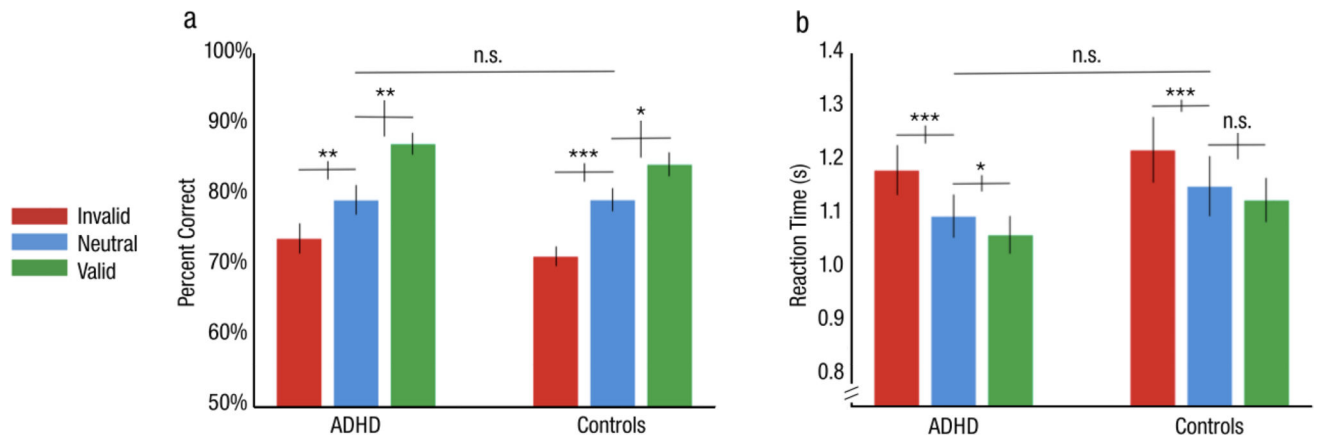 a
100%
90%
80%
70%
60%
50%
Percent Correct
n.s.
**
**
***
*
ADHD
Controls
Invalid
Neutral
Valid
b
1.4
1.3
1.2
1.1
1.0
0.9
0.8
Reaction Time (s)
n.s.
***
*
***
n.s.
ADHD
Controls